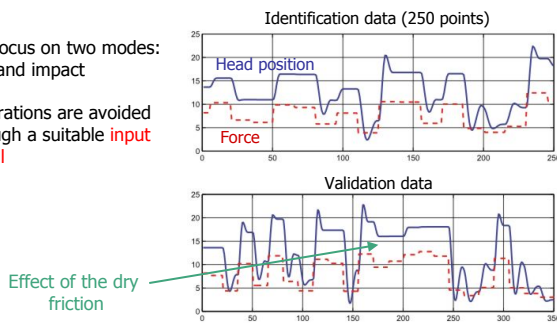 Identification data (250 points)
ocus on two modes:
and impact
rations are avoided
ugh a suitable input
l
25
20
15
10
5
0
Head position
Force
0 50 100 150 200 250
Validation data
25
20
15
10
5
0
0 50 100 150 200 250 300 350
Effect of the dry
friction